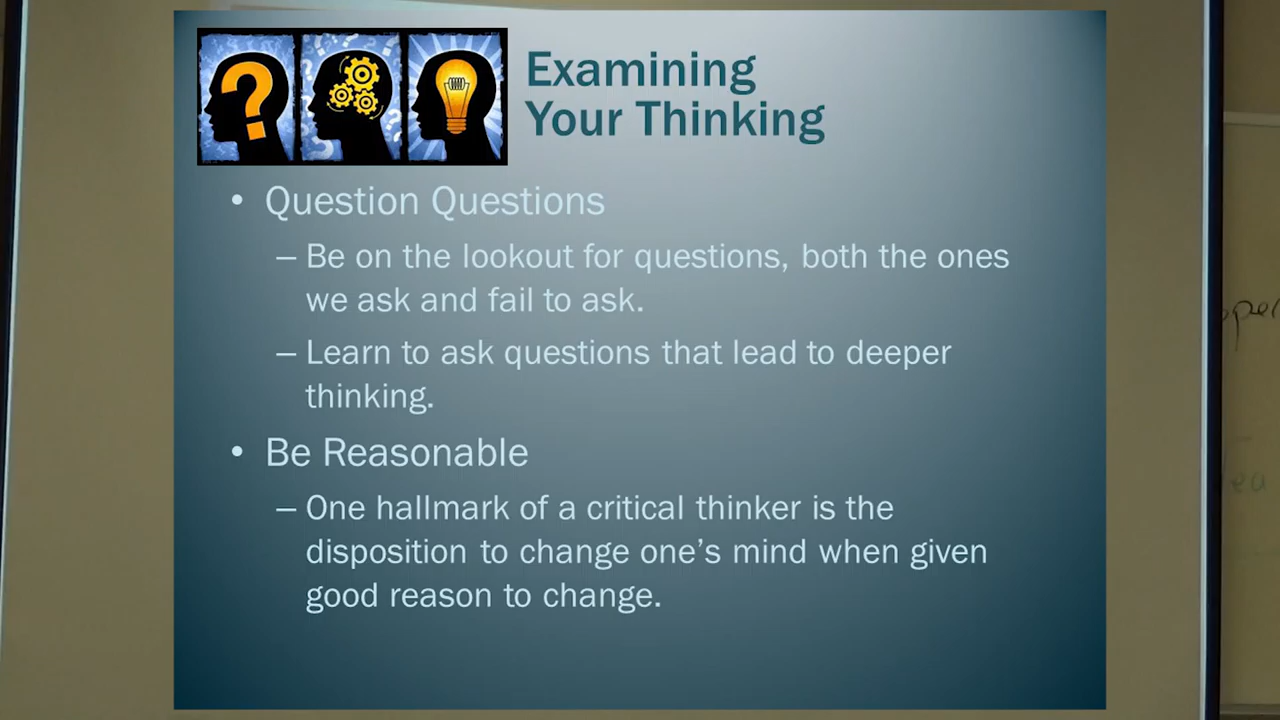 Examining
Your Thinking
• Question Questions
– Be on the lookout for questions, both the ones
we ask and fail to ask.
– Learn to ask questions that lead to deeper
thinking.
• Be Reasonable
– One hallmark of a critical thinker is the
disposition to change one's mind when given
good reason to change.